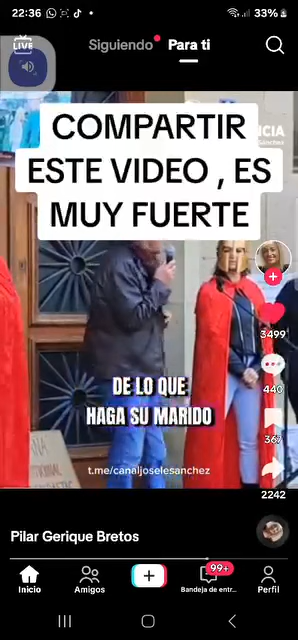 22:36
33%
LIVE
Siguiendo
Para ti
COMPARTIR
ESTE VIDEO , ES
MUY FUERTE
3499
440
DE LO QUE
HAGA SU MARIDO
367
t.me/canaljoselesanchez
2242
Pilar Gerique Bretos
99+
Inicio
Amigos
Bandeja de entr...
Perfil